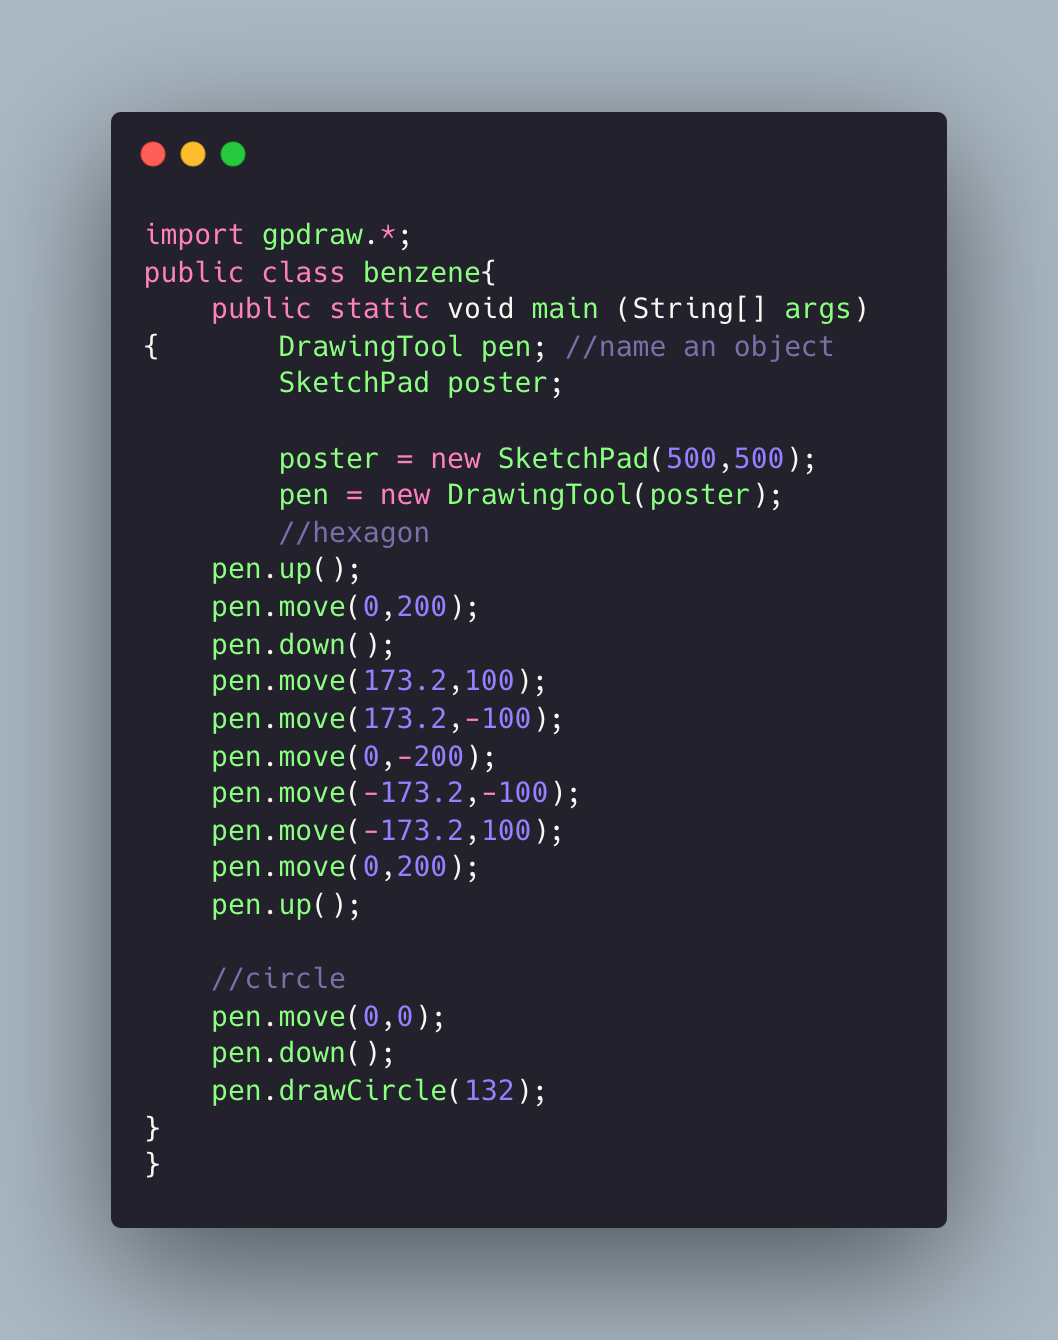 import gpdraw.*;
public class benzene{
    public static void main (String[] args)
{       DrawingTool pen; //name an object
        SketchPad poster;

        poster = new SketchPad(500,500);
        pen = new DrawingTool(poster);
        //hexagon
    pen.up();
    pen.move(0,200);
    pen.down();
    pen.move(173.2,100);
    pen.move(173.2,-100);
    pen.move(0,-200);
    pen.move(-173.2,-100);
    pen.move(-173.2,100);
    pen.move(0,200);
    pen.up();

    //circle
    pen.move(0,0);
    pen.down();
    pen.drawCircle(132);
}
}